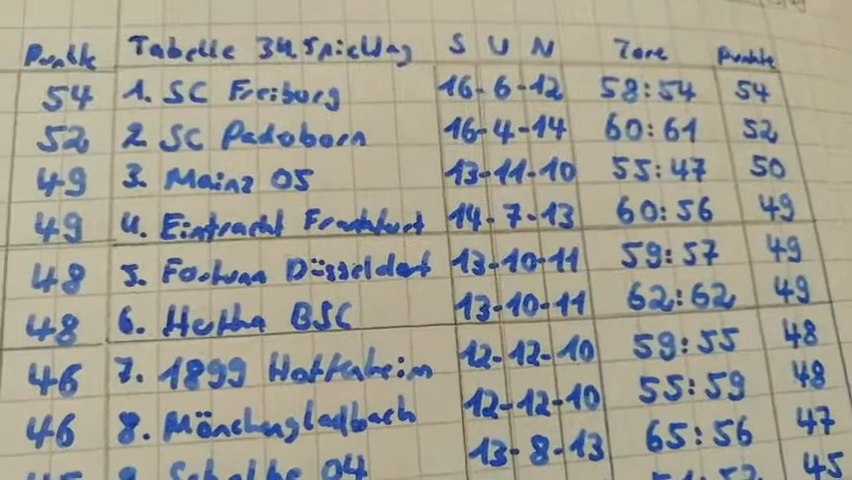 Punkte Tabelle 34. Spieltag S U N Tore Punkte
54 1. SC Freiburg 16-6-12 58:54 54
52 2. SC Paderborn 16-4-14 60:61 52
49 3. Mainz 05 13-11-10 55:47 50
49 4. Eintracht Frankfurt 14-7-13 60:56 49
48 5. Fortuna Düsseldorf 13-10-11 59:57 49
48 6. Hertha BSC 13-10-11 62:62 49
46 7. 1899 Hoffenheim 12-12-10 59:55 48
46 8. Mönchengladbach 12-12-10 55:59 48
9. Schalke 04 13-8-13 65:56 47
45